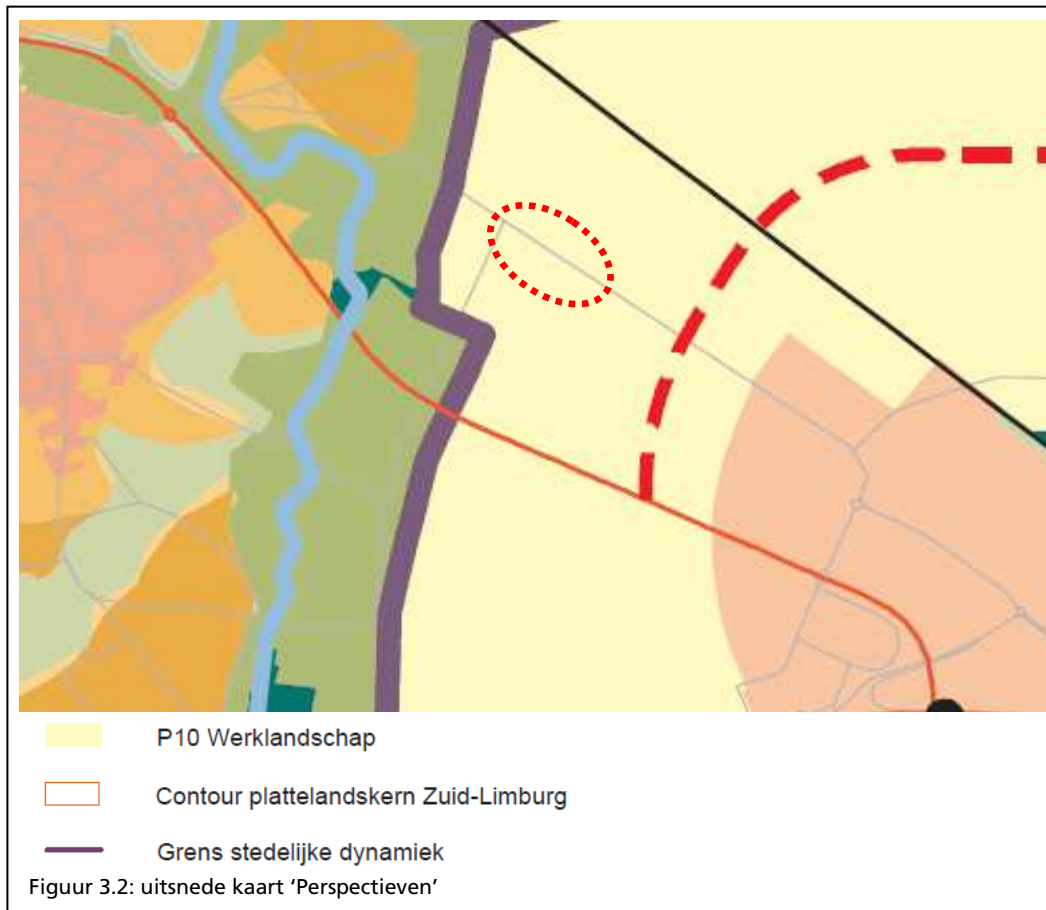 P10 Werklandschap
Contour plattelandskern Zuid-Limburg
Grens stedelijke dynamiek
Figuur 3.2: uitsnede kaart ‘Perspectieven’